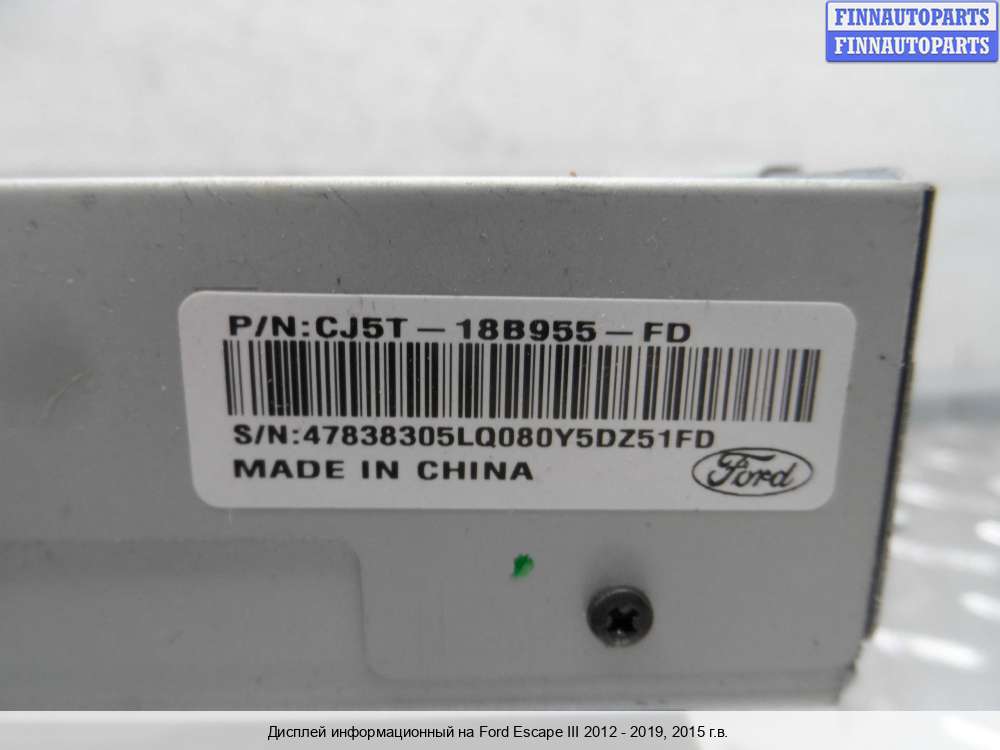 FINNAUTOPARTS
FINNAUTOPARTS
P/N:CJ5T-18B955-FD
S/N:47838305LQ080Y5DZ51FD
MADE IN CHINA
Ford
Дисплей информационный на Ford Escape III 2012 - 2019, 2015 г.в.